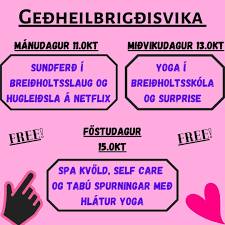 Geðheilbrigðisvika
MÁNUDAGUR 11.OKT
SUNDFERÐ Í
BREIÐHOLTSSLAUG OG
HUGLEIÐSLA Á NETFLIX
MIÐVIKUDAGUR 13.OKT
YOGA Í
BREIÐHOLTSSKÓLA
OG SURPRISE
FREE!
FÖSTUDAGUR
15.OKT
FREE!
SPA KVÖLD, SELF CARE
OG TABÚ SPURNINGAR MEÐ
HLÁTUR YOGA